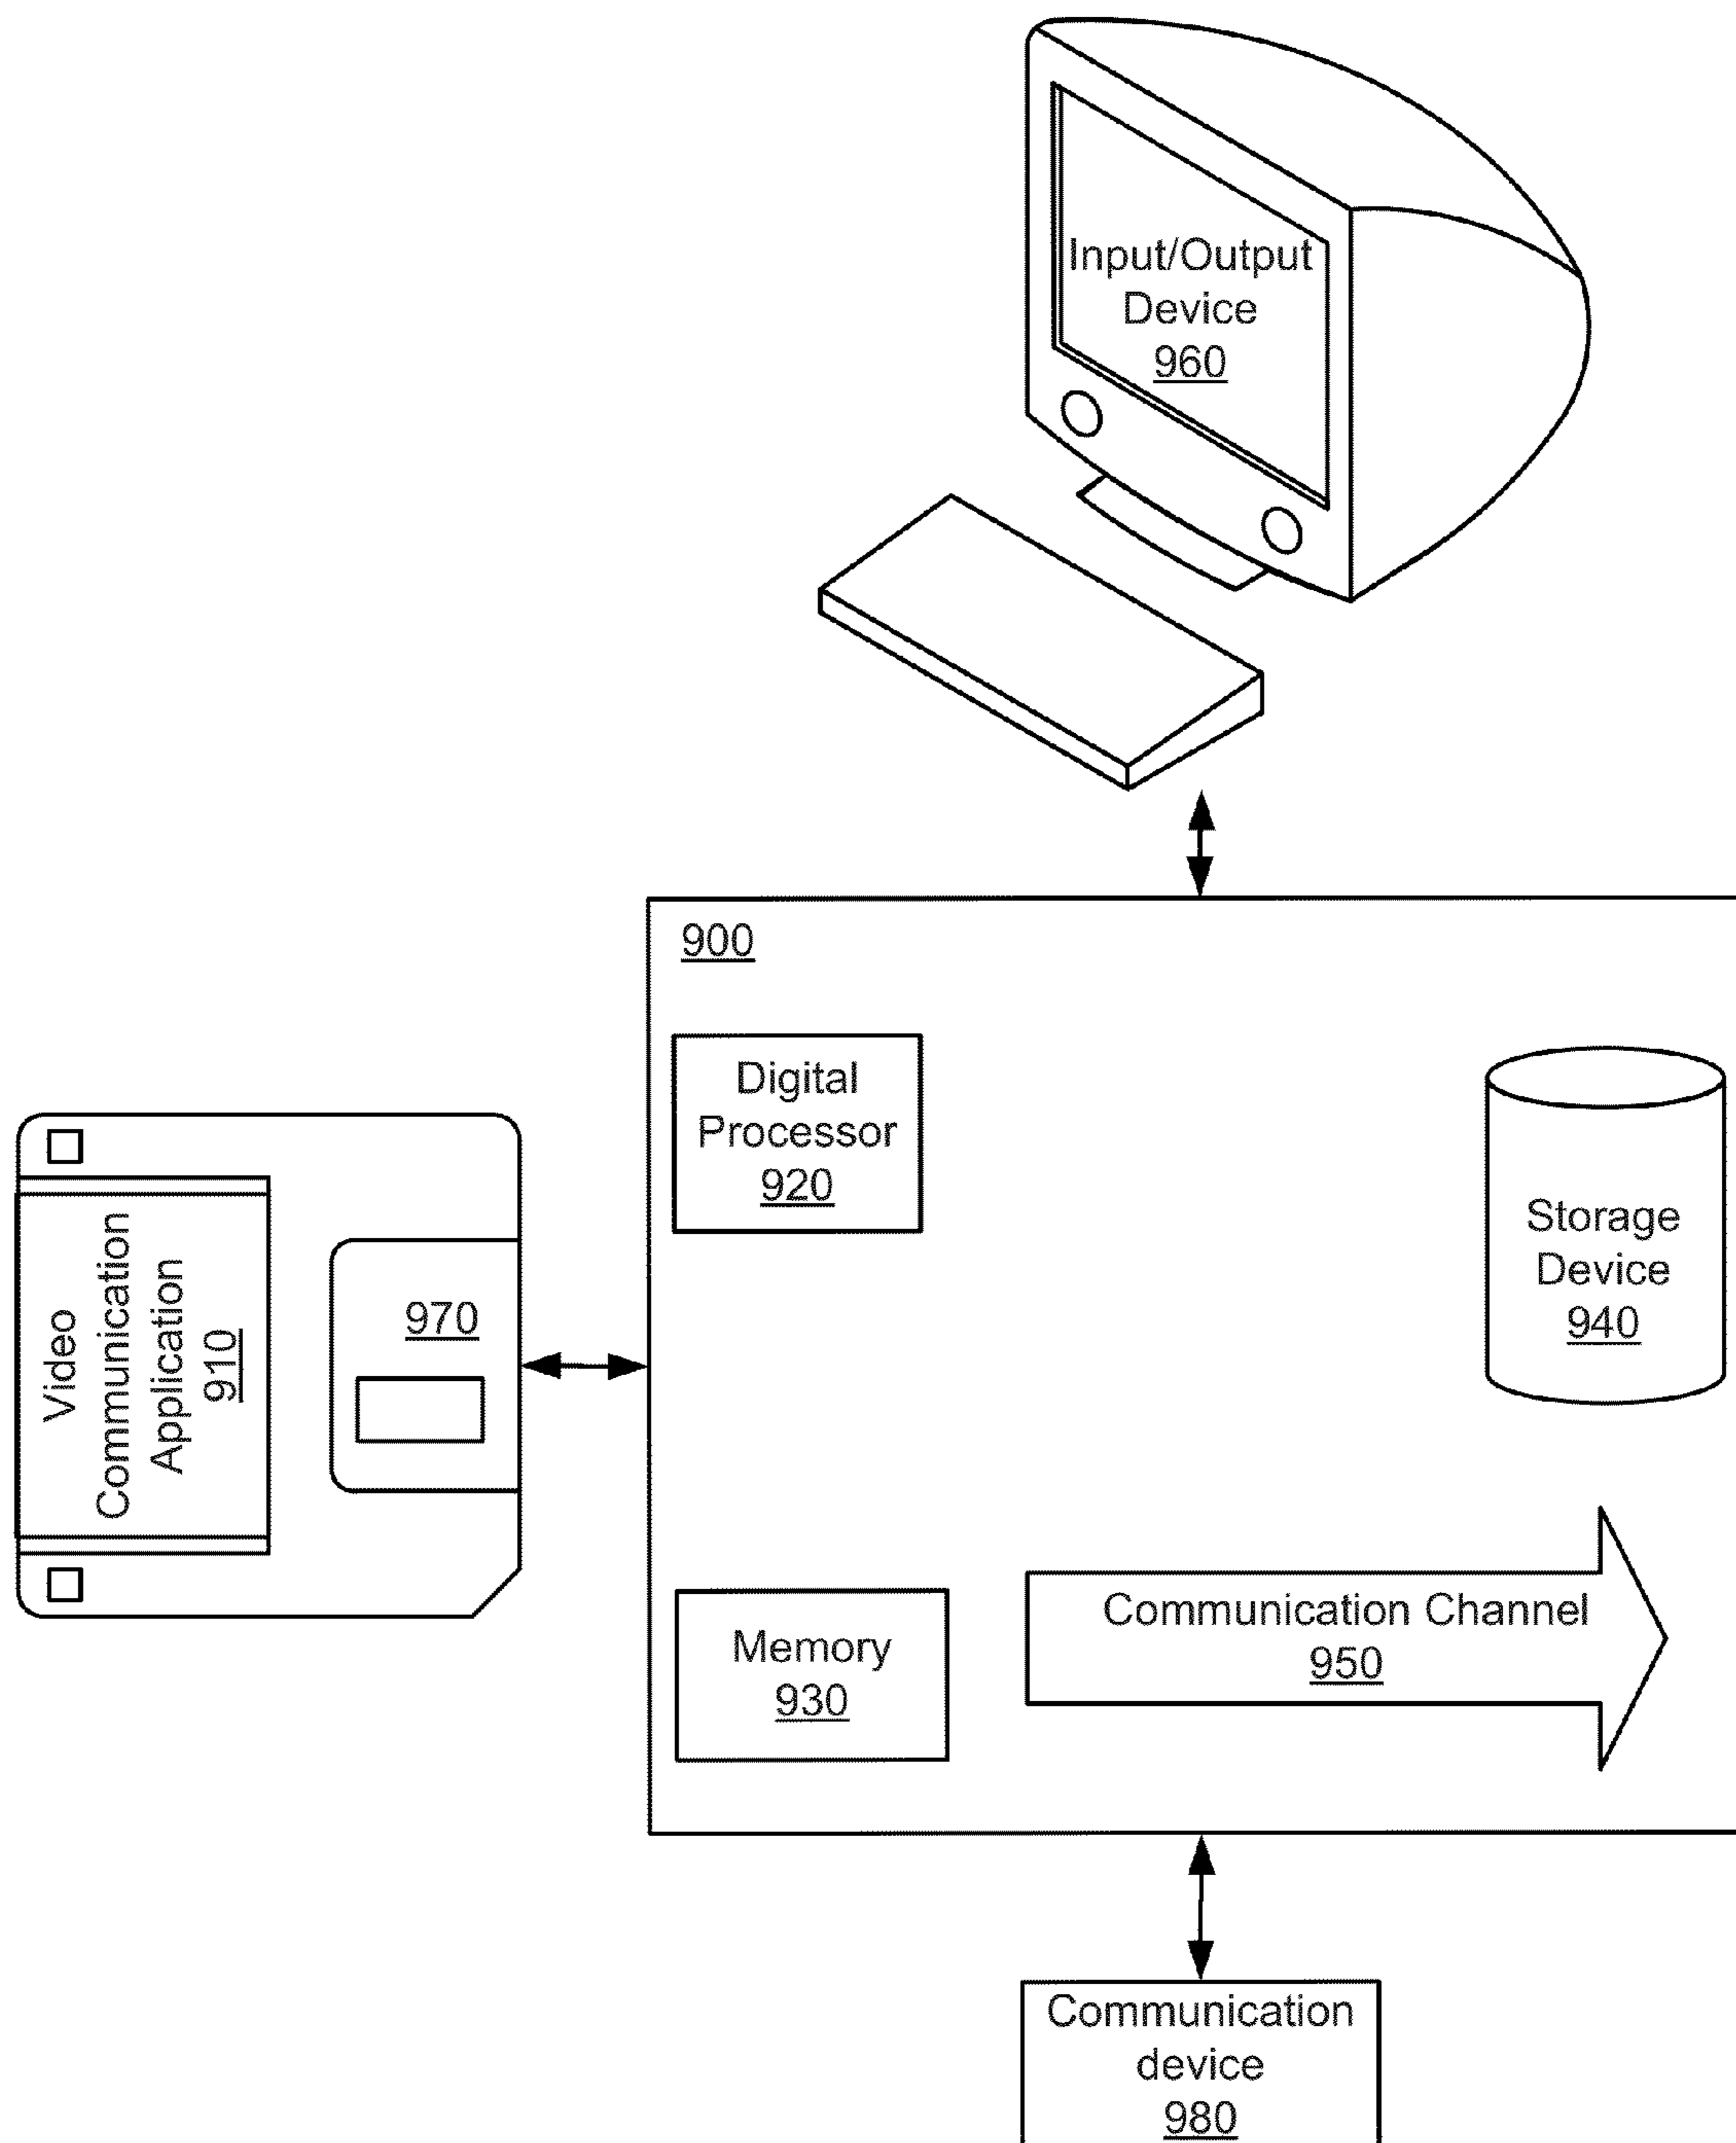 Input/Output
Device
960
900
Digital
Processor
920
Storage
Device
940
Video
Communication
Application
910
970
Memory
930
Communication Channel
950
Communication
device
980